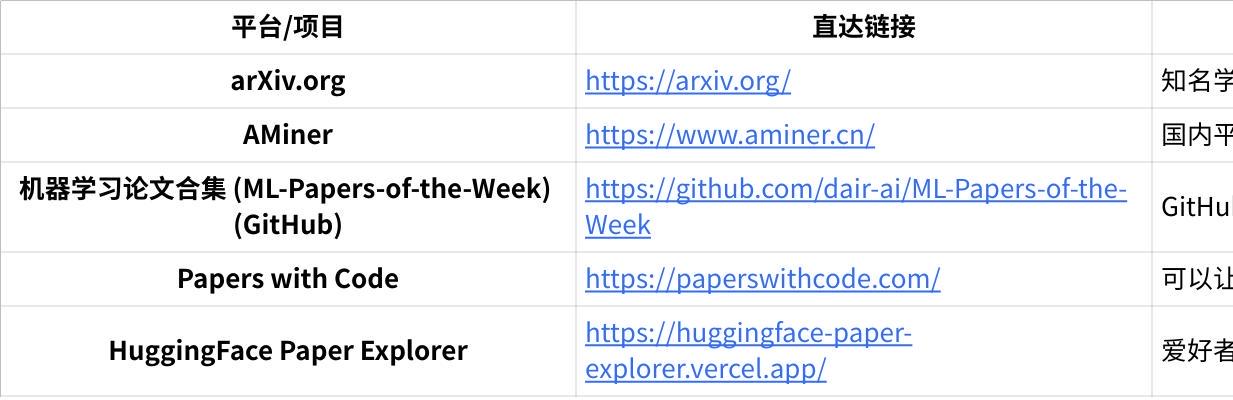 平台/项目 直达链接
arXiv.org https://arxiv.org/ 知名学
AMiner https://www.aminer.cn/ 国内平
机器学习论文合集 (ML-Papers-of-the-Week)
(GitHub)
https://github.com/dair-ai/ML-Papers-of-the-
Week
GitHu
Papers with Code https://paperswithcode.com/ 可以让
HuggingFace Paper Explorer
https://huggingface-paper-
explorer.vercel.app/
爱好者